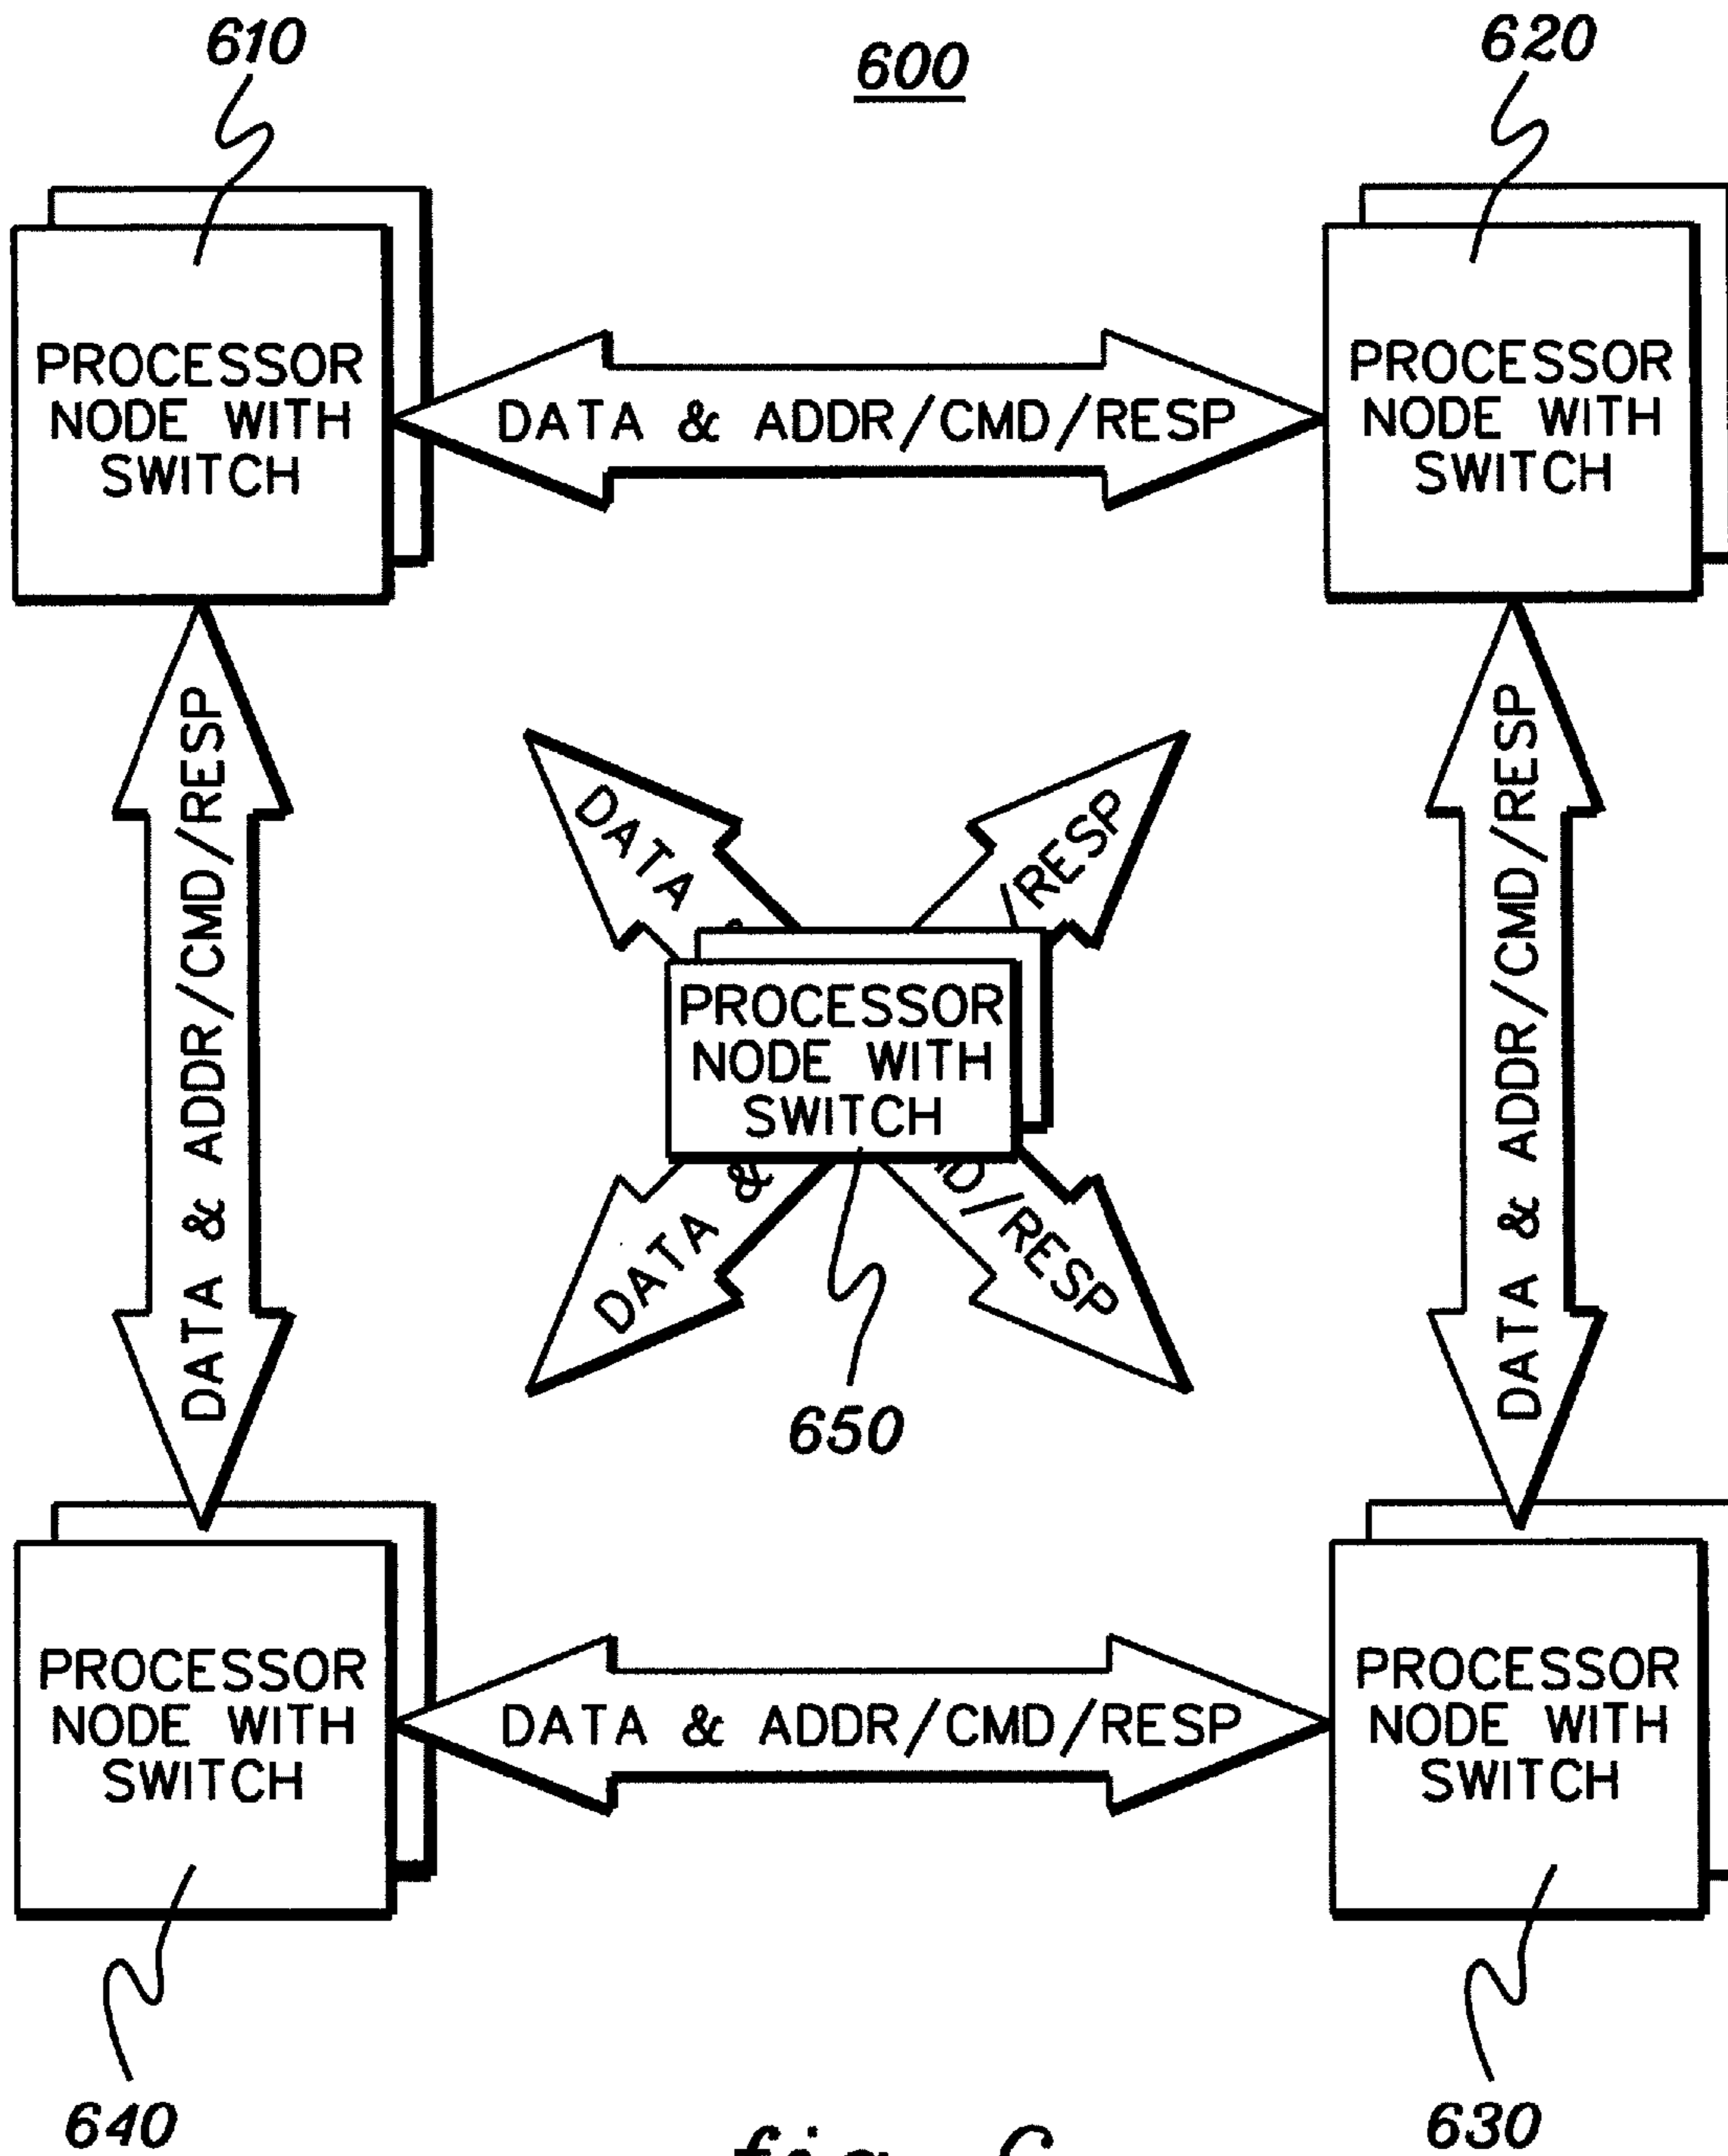 610
600
620
PROCESSOR
NODE WITH
SWITCH
DATA & ADDR/CMD/RESP
PROCESSOR
NODE WITH
SWITCH
DATA & ADDR/CMD/RESP
DATA
/RESP
PROCESSOR
NODE WITH
SWITCH
DATA &
/RESP
650
DATA & ADDR/CMD/RESP
PROCESSOR
NODE WITH
SWITCH
DATA & ADDR/CMD/RESP
PROCESSOR
NODE WITH
SWITCH
640
630